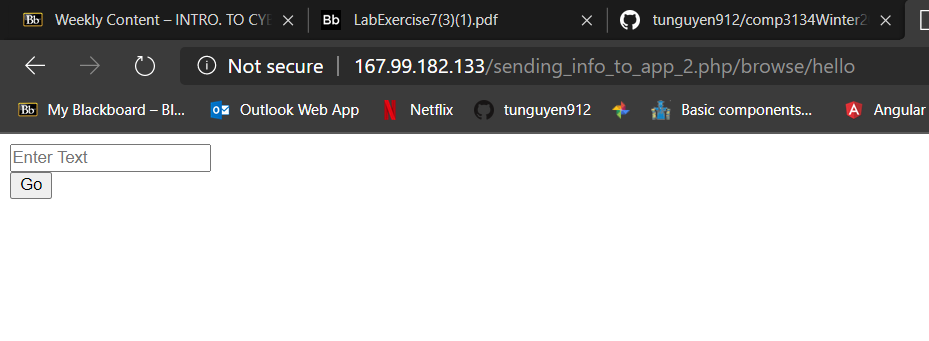 Bb Weekly Content – INTRO. TO CYB
Bb LabExercise7(3)(1).pdf
tunguyen912/comp3134Winter2
Not secure | 167.99.182.133/sending_info_to_app_2.php/browse/hello
Bb My Blackboard – Bl... Outlook Web App Netflix tunguyen912 Basic components... Angular
Enter Text
Go